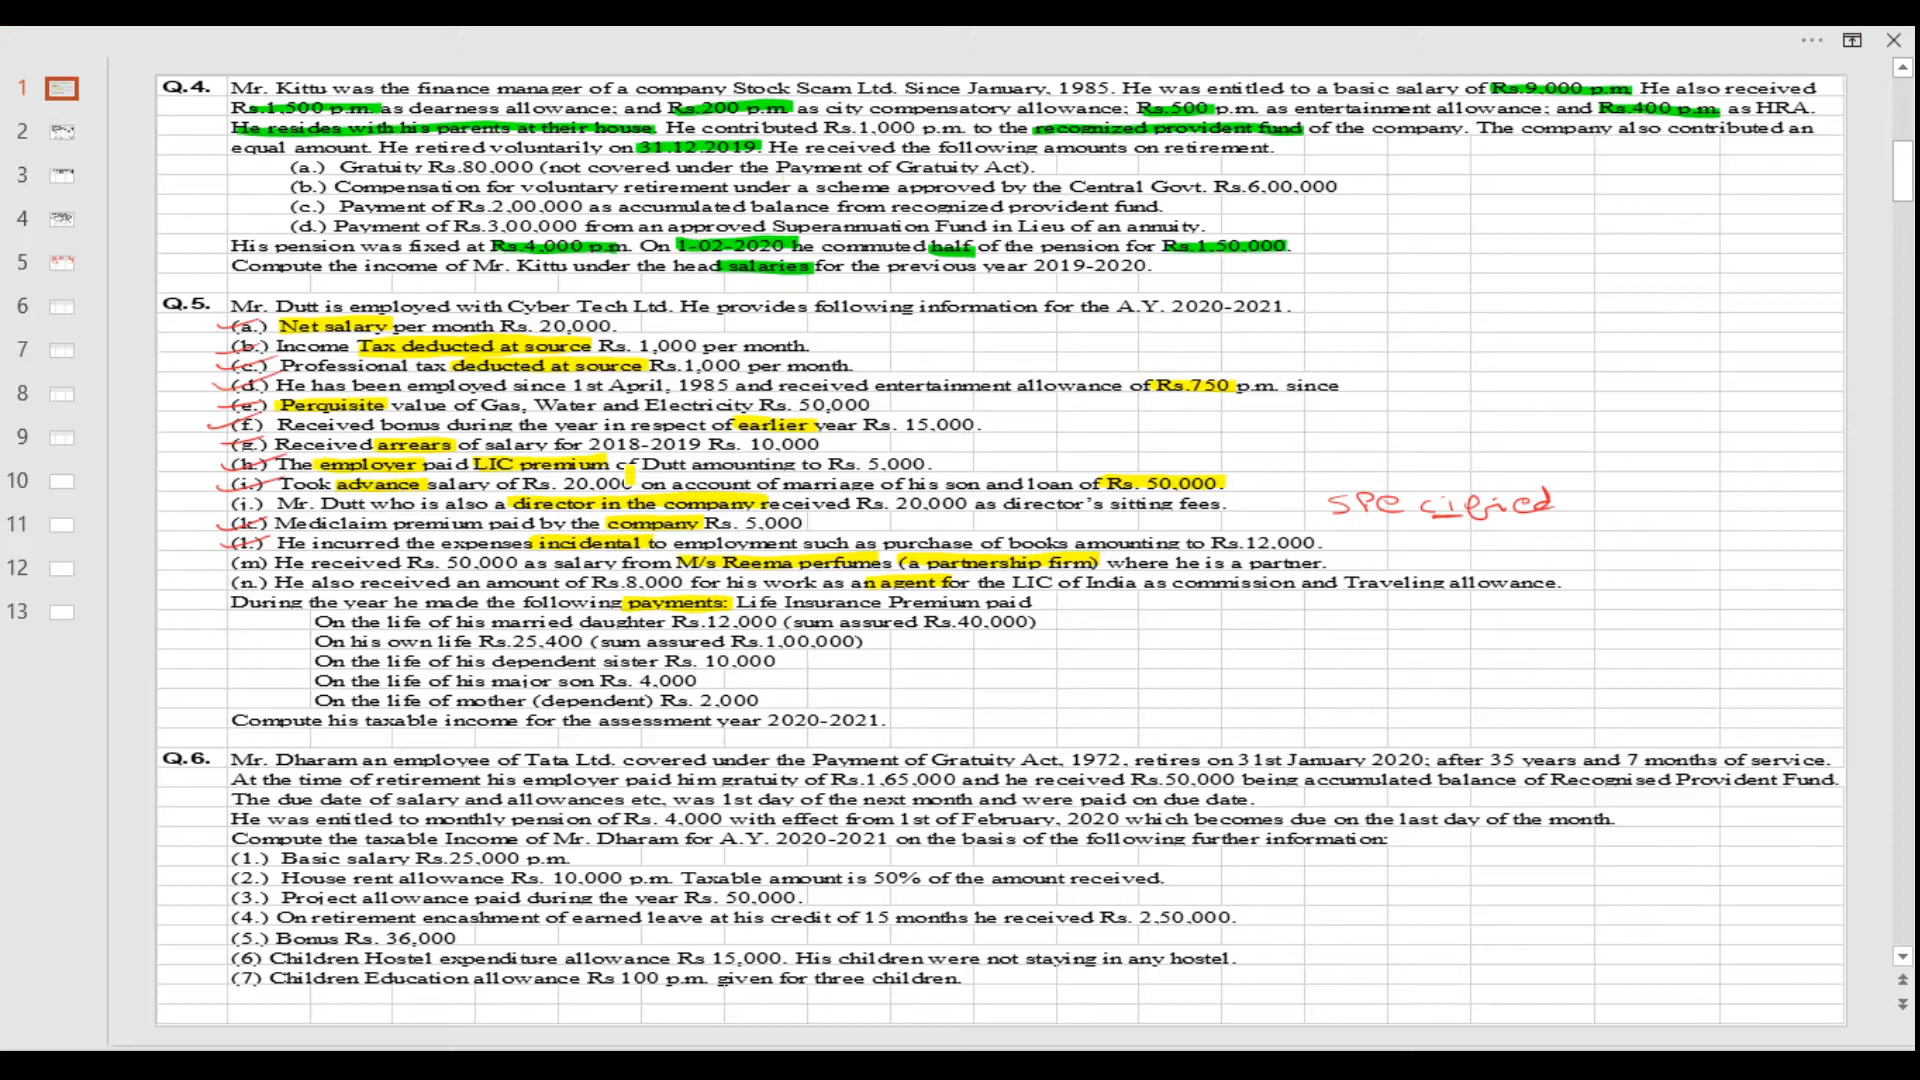 1
2
3
4
5
6
7
8
9
10
11
12
13
Q.4. Mr. Kittu was the finance manager of a company Stock Scam Ltd. Since January, 1985. He was entitled to a basic salary of Rs.9,000 p.m. He also received
Rs.1,500 p.m. as dearness allowance; and Rs.200 p.m. as city compensatory allowance; Rs.500 p.m. as entertainment allowance; and Rs.400 p.m. as HRA.
He resides with his parents at their house. He contributed Rs.1,000 p.m. to the recognized provident fund of the company. The company also contributed an
equal amount. He retired voluntarily on 31.12.2019. He received the following amounts on retirement.
(a.) Gratuity Rs.80,000 (not covered under the Payment of Gratuity Act).
(b.) Compensation for voluntary retirement under a scheme approved by the Central Govt. Rs.6,00,000
(c.) Payment of Rs.2,00,000 as accumulated balance from recognized provident fund.
(d.) Payment of Rs.3,00,000 from an approved Superannuation Fund in Lieu of an annuity.
His pension was fixed at Rs.4,000 p.m. On 1-02-2020 he commuted half of the pension for Rs.1,50,000.
Compute the income of Mr. Kittu under the head salaries for the previous year 2019-2020.
Q.5. Mr. Dutt is employed with Cyber Tech Ltd. He provides following information for the A.Y. 2020-2021.
(a.) Net salary per month Rs. 20,000.
(b.) Income Tax deducted at source Rs. 1,000 per month.
(c.) Professional tax deducted at source Rs.1,000 per month.
(d.) He has been employed since 1st April, 1985 and received entertainment allowance of Rs.750 p.m. since
(e.) Perquisite value of Gas, Water and Electricity Rs. 50,000
(f.) Received bonus during the year in respect of earlier year Rs. 15,000.
(g.) Received arrears of salary for 2018-2019 Rs. 10,000
(h.) The employer paid LIC premium of Dutt amounting to Rs. 5,000.
(i.) Took advance salary of Rs. 20,000 on account of marriage of his son and loan of Rs. 50,000.
(j.) Mr. Dutt who is also a director in the company received Rs. 20,000 as director's sitting fees.
SPecified
(k.) Mediclaim premium paid by the company Rs. 5,000
(l.) He incurred the expenses incidental to employment such as purchase of books amounting to Rs.12,000.
(m) He received Rs. 50,000 as salary from M/s Reema perfumes (a partnership firm) where he is a partner.
(n.) He also received an amount of Rs.8,000 for his work as an agent for the LIC of India as commission and Traveling allowance.
During the year he made the following payments: Life Insurance Premium paid
On the life of his married daughter Rs.12,000 (sum assured Rs.40,000)
On his own life Rs.25,400 (sum assured Rs.1,00,000)
On the life of his dependent sister Rs. 10,000
On the life of his major son Rs. 4,000
On the life of mother (dependent) Rs. 2,000
Compute his taxable income for the assessment year 2020-2021.
Q.6. Mr. Dharam an employee of Tata Ltd. covered under the Payment of Gratuity Act, 1972, retires on 31st January 2020; after 35 years and 7 months of service.
At the time of retirement his employer paid him gratuity of Rs.1,65,000 and he received Rs.50,000 being accumulated balance of Recognised Provident Fund.
The due date of salary and allowances etc, was 1st day of the next month and were paid on due date.
He was entitled to monthly pension of Rs. 4,000 with effect from 1st of February, 2020 which becomes due on the last day of the month.
Compute the taxable Income of Mr. Dharam for A.Y. 2020-2021 on the basis of the following further information:
(1.) Basic salary Rs.25,000 p.m.
(2.) House rent allowance Rs. 10,000 p.m. Taxable amount is 50% of the amount received.
(3.) Project allowance paid during the year Rs. 50,000.
(4.) On retirement encashment of earned leave at his credit of 15 months he received Rs. 2,50,000.
(5.) Bonus Rs. 36,000
(6) Children Hostel expenditure allowance Rs 15,000. His children were not staying in any hostel.
(7) Children Education allowance Rs 100 p.m. given for three children.